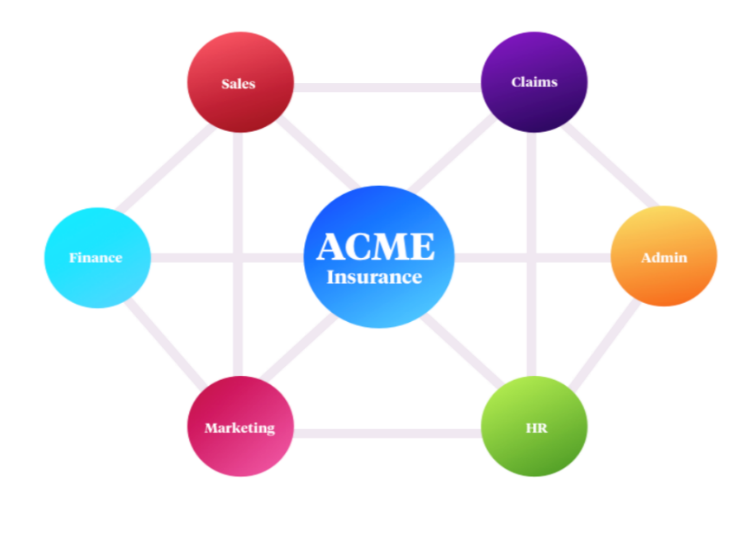 Sales
Claims
ACME
Insurance
Finance
Admin
Marketing
HR